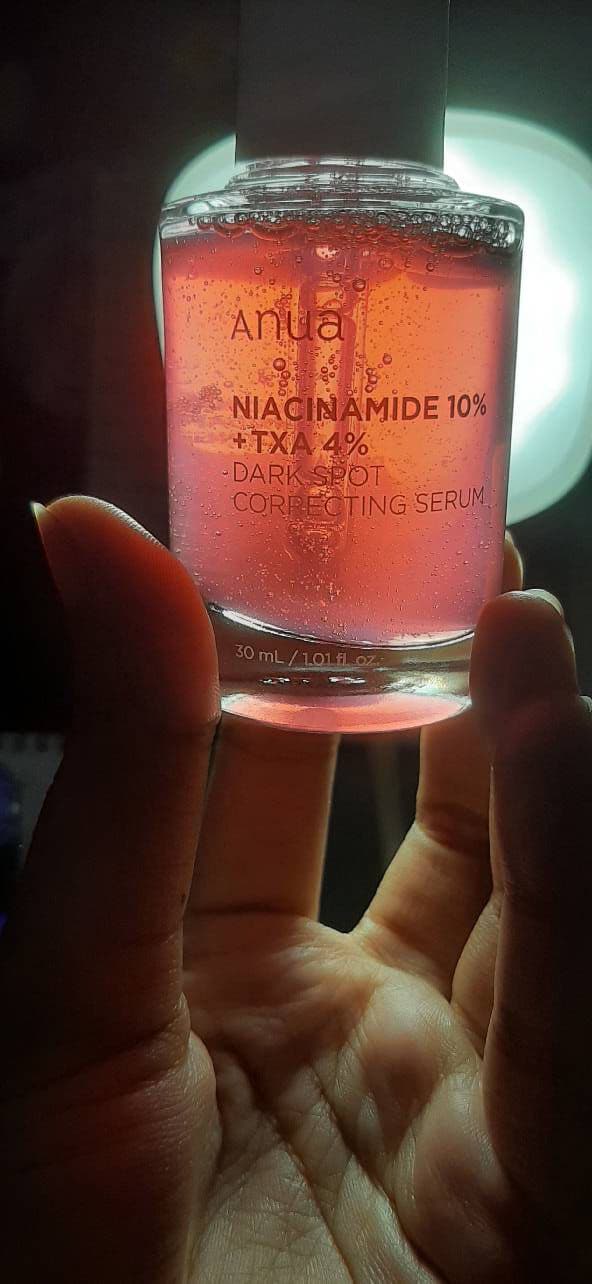 Anua
NIACINAMIDE 10%
+TXA 4%
DARK SPOT
CORRECTING SERUM
30 mL / 1.01 fl. oz.